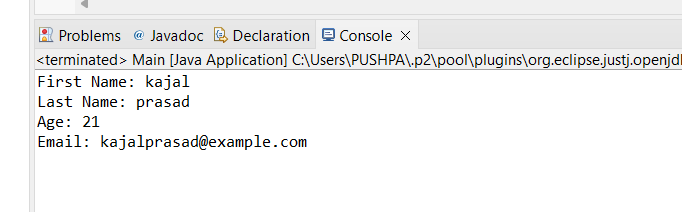 Problems @ Javadoc Declaration Console
<terminated> Main [Java Application] C:\Users\PUSHPA\.p2\pool\plugins\org.eclipse.justj.openjd
First Name: kajal
Last Name: prasad
Age: 21
Email: kajalprasad@example.com